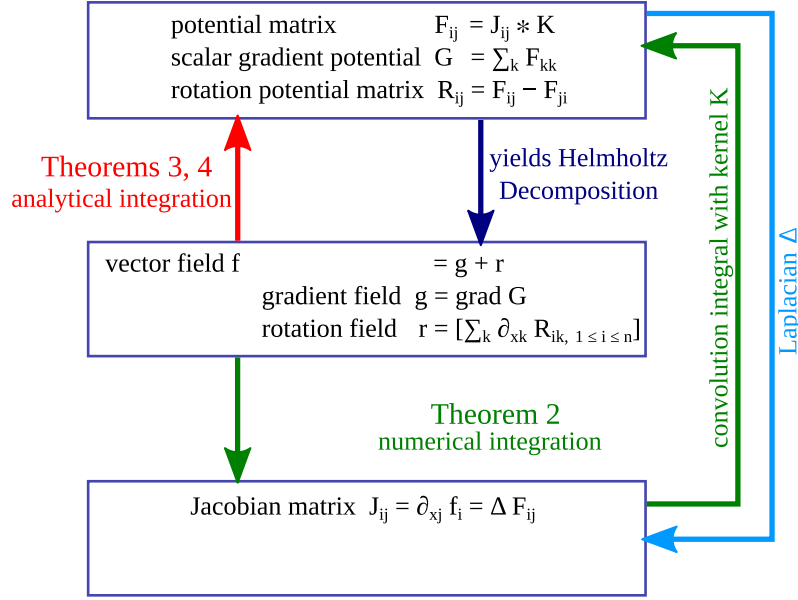 potential matrix F_ij = J_ij ∗ K
scalar gradient potential G = ∑_k F_kk
rotation potential matrix R_ij = F_ij − F_ji
Theorems 3, 4
analytical integration
yields Helmholtz
Decomposition
vector field f = g + r
gradient field g = grad G
rotation field r = [∑_k ∂_xk R_ik, 1 ≤ i ≤ n]
Theorem 2
numerical integration
Jacobian matrix J_ij = ∂_xj f_i = Δ F_ij
convolution integral with kernel K
Laplacian Δ